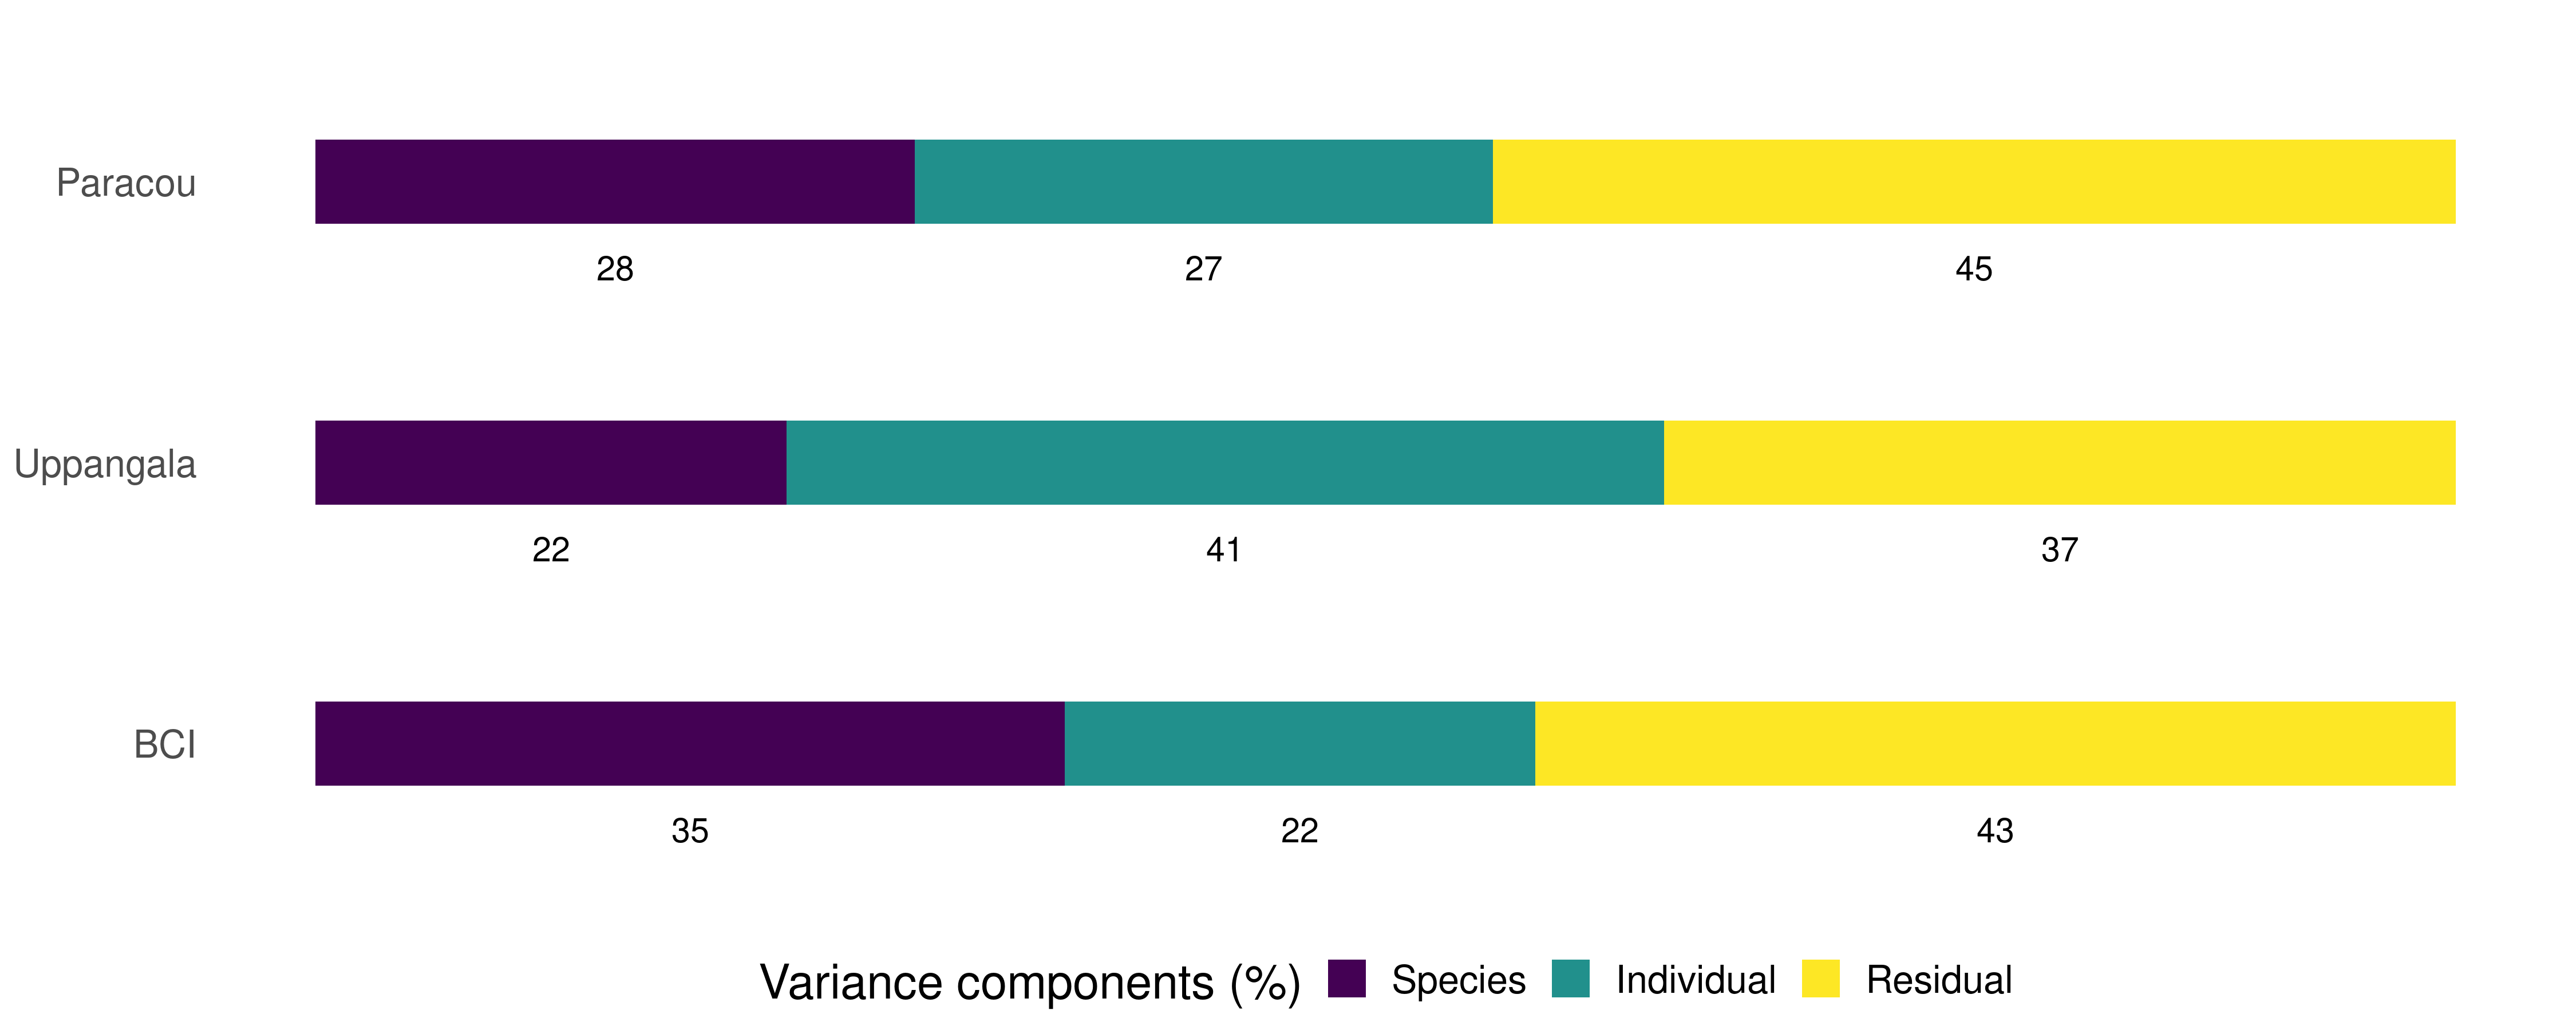 Paracou
28 27 45
Uppangala
22 41 37
BCI
35 22 43
Variance components (%) Species Individual Residual